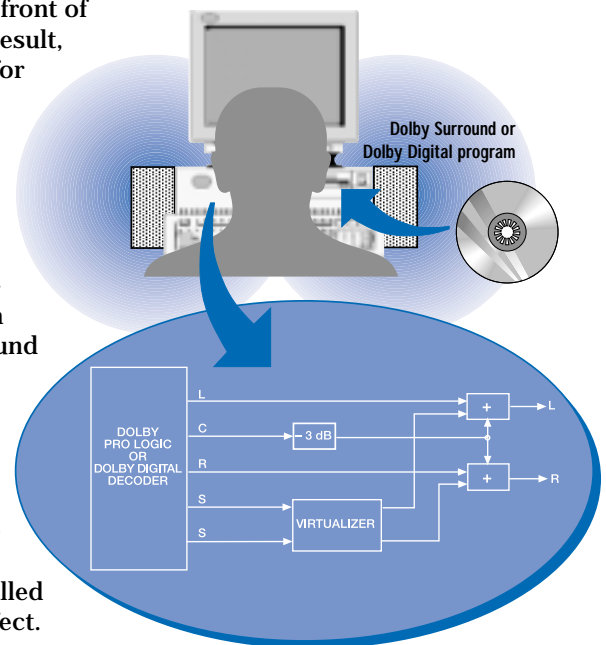 front of
esult,
for
Dolby Surround or
Dolby Digital program
und
L
C
R
S
S
DOLBY
PRO LOGIC
OR
DOLBY DIGITAL
DECODER
– 3 dB
VIRTUALIZER
+
L
+
R
lled
fect.